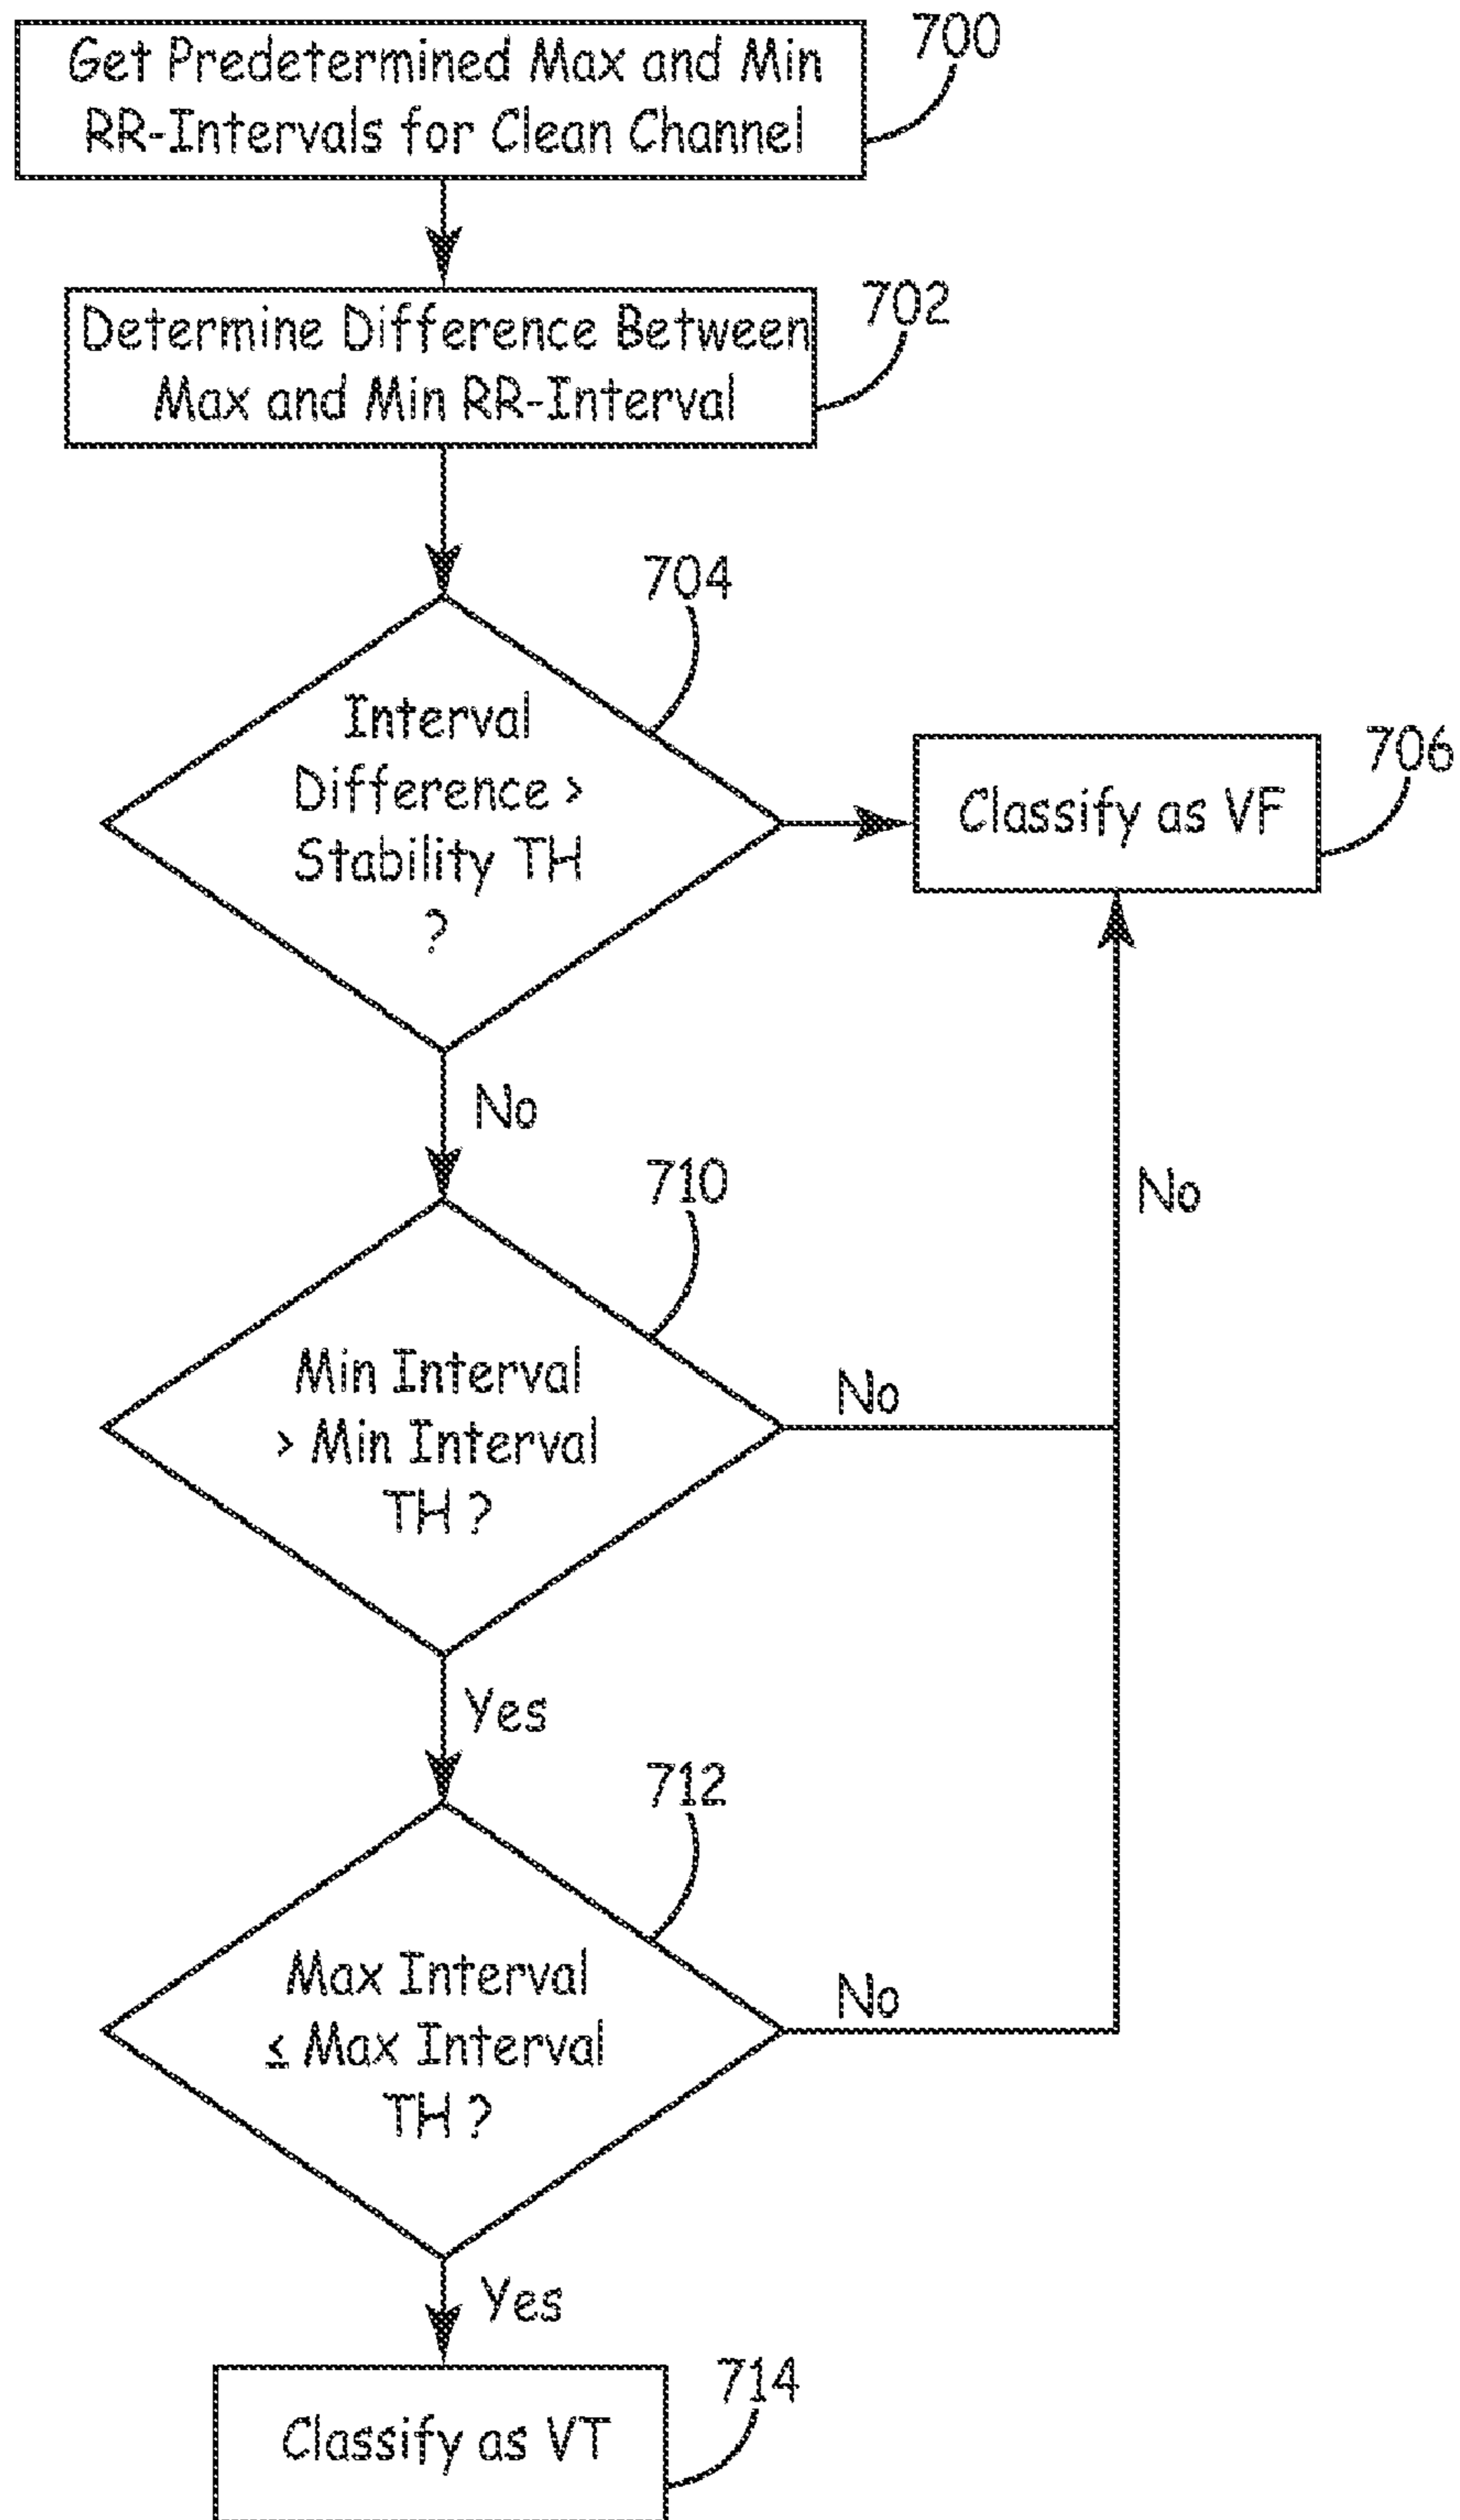 Get Predetermined Max and Min
RR-Intervals for Clean Channel
700
Determine Difference Between
Max and Min RR-Interval
702
704
Interval
Difference >
Stability TH
?
706
Classify as VF
No
710
No
Min Interval
> Min Interval
TH ?
No
Yes
712
Max Interval
≤ Max Interval
TH ?
No
Yes
714
Classify as VT